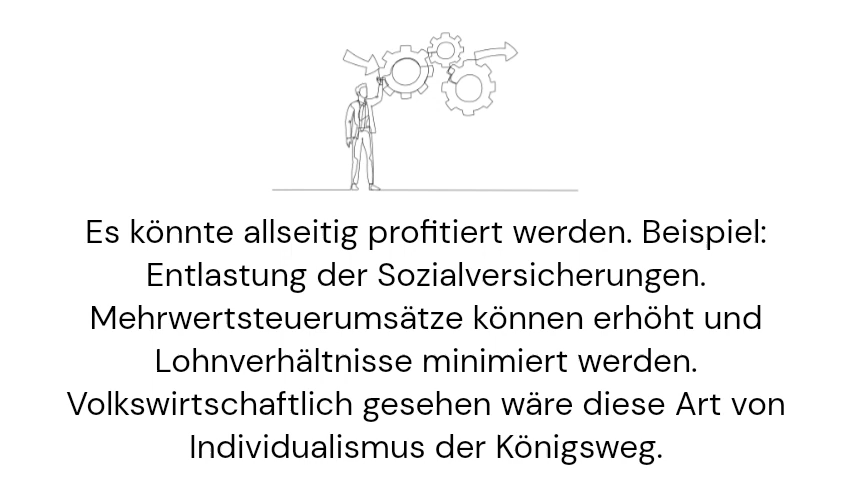 Es könnte allseitig profitiert werden. Beispiel:
Entlastung der Sozialversicherungen.
Mehrwertsteuerumsätze können erhöht und
Lohnverhältnisse minimiert werden.
Volkswirtschaftlich gesehen wäre diese Art von
Individualismus der Königsweg.